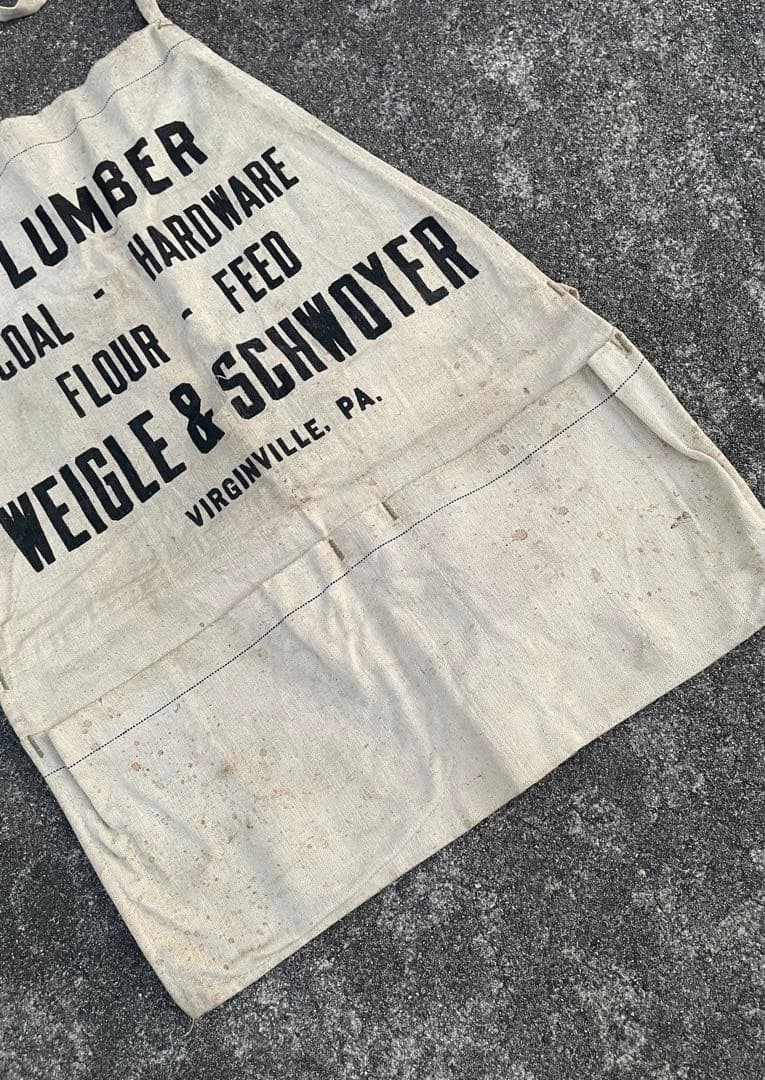 LUMBER
COAL - HARDWARE
FLOUR - FEED
WEIGLE & SCHWOYER
VIRGINVILLE, PA.